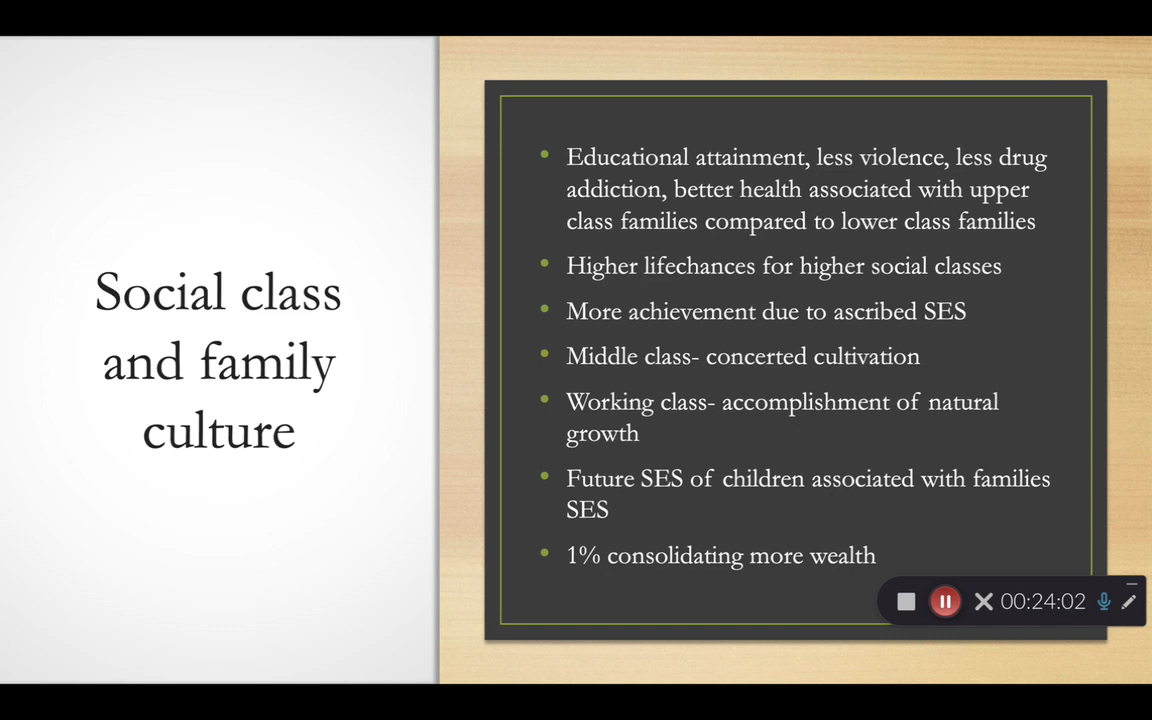 Social class
and family
culture
• Educational attainment, less violence, less drug
addiction, better health associated with upper
class families compared to lower class families
• Higher lifechances for higher social classes
• More achievement due to ascribed SES
• Middle class- concerted cultivation
• Working class- accomplishment of natural
growth
• Future SES of children associated with families
SES
• 1% consolidating more wealth
00:24:02